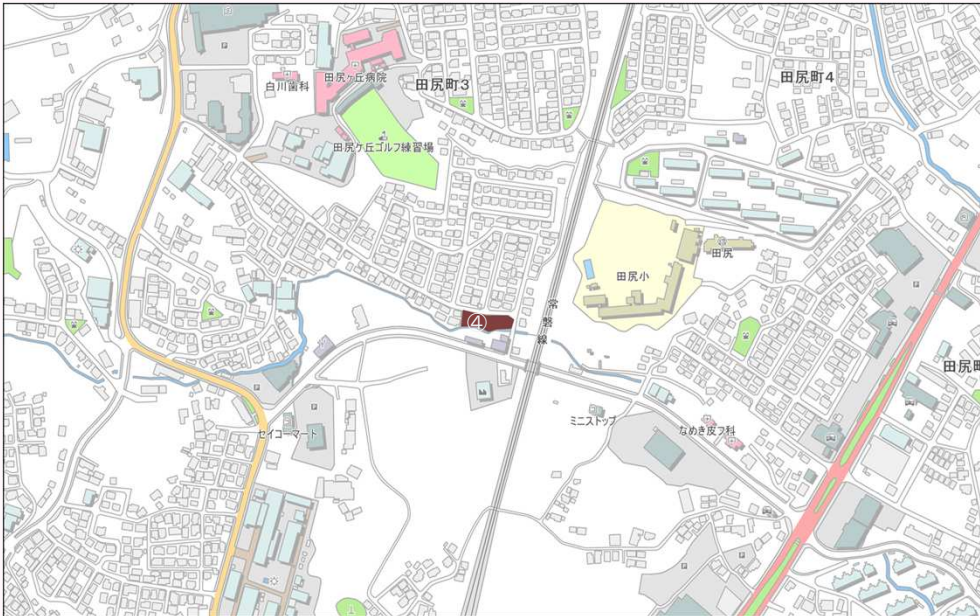 田尻町4
田尻ヶ丘病院
白川歯科
田尻町3
田尻ヶ丘ゴルフ練習場
田尻
田尻小
常磐線
④
田尻町
ミニストップ
なめき皮フ科
セイコーマート